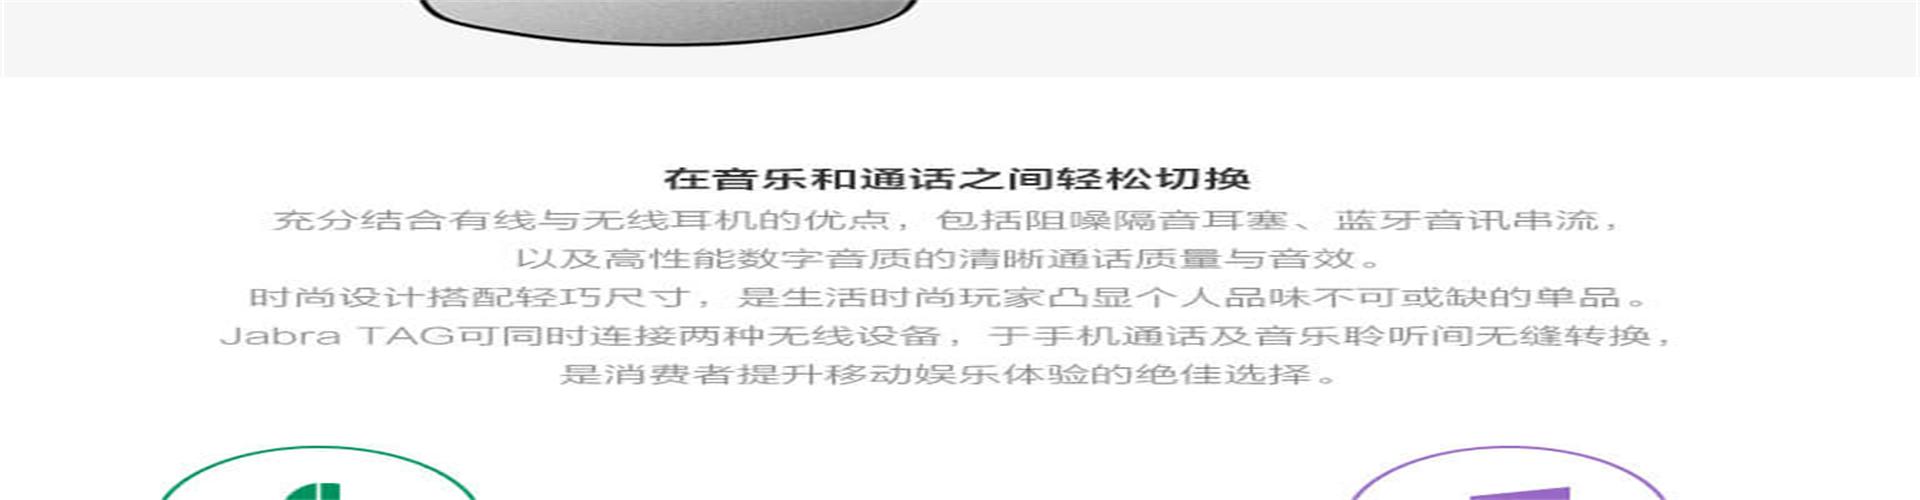 在音乐和通话之间轻松切换
充分结合有线与无线耳机的优点，包括阻噪隔音耳塞、蓝牙音讯串流，
以及高性能数字音质的清晰通话质量与音效。
时尚设计搭配轻巧尺寸，是生活时尚玩家凸显个人品味不可或缺的单品。
Jabra TAG可同时连接两种无线设备，于手机通话及音乐聆听间无缝转换，
是消费者提升移动娱乐体验的绝佳选择。